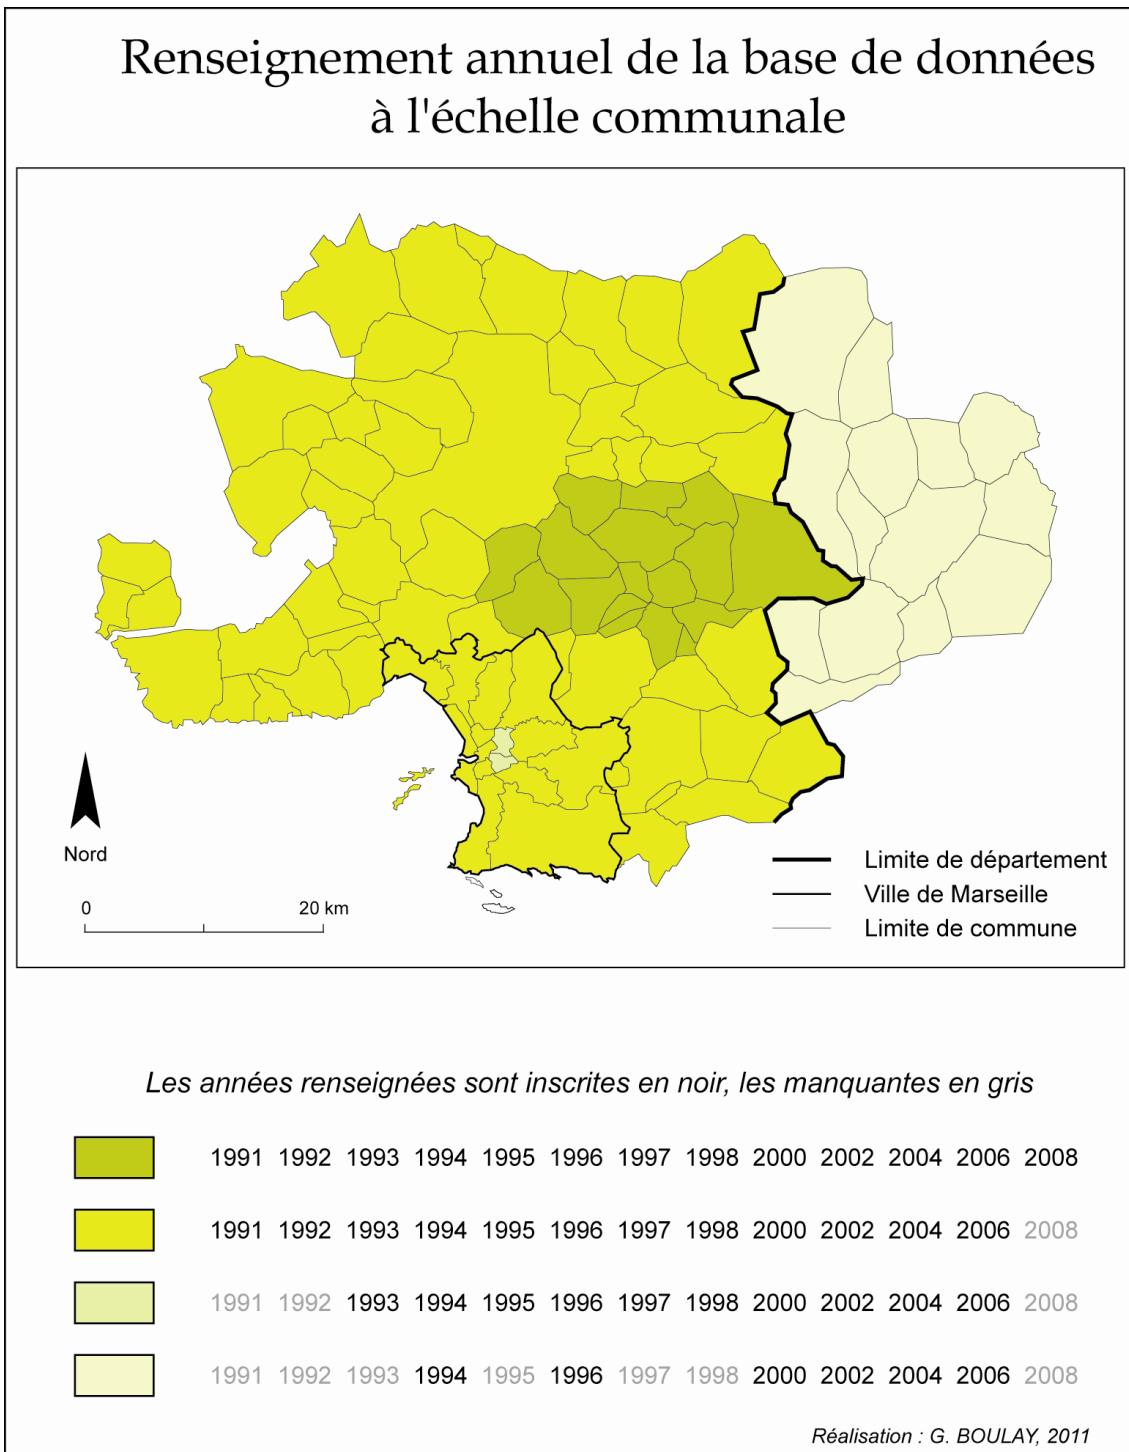 Renseignement annuel de la base de données
à l'échelle communale
Nord
0 20 km
Limite de département
Ville de Marseille
Limite de commune
Les années renseignées sont inscrites en noir, les manquantes en gris
1991 1992 1993 1994 1995 1996 1997 1998 2000 2002 2004 2006 2008
1991 1992 1993 1994 1995 1996 1997 1998 2000 2002 2004 2006 2008
1991 1992 1993 1994 1995 1996 1997 1998 2000 2002 2004 2006 2008
1991 1992 1993 1994 1995 1996 1997 1998 2000 2002 2004 2006 2008
Réalisation : G. BOULAY, 2011